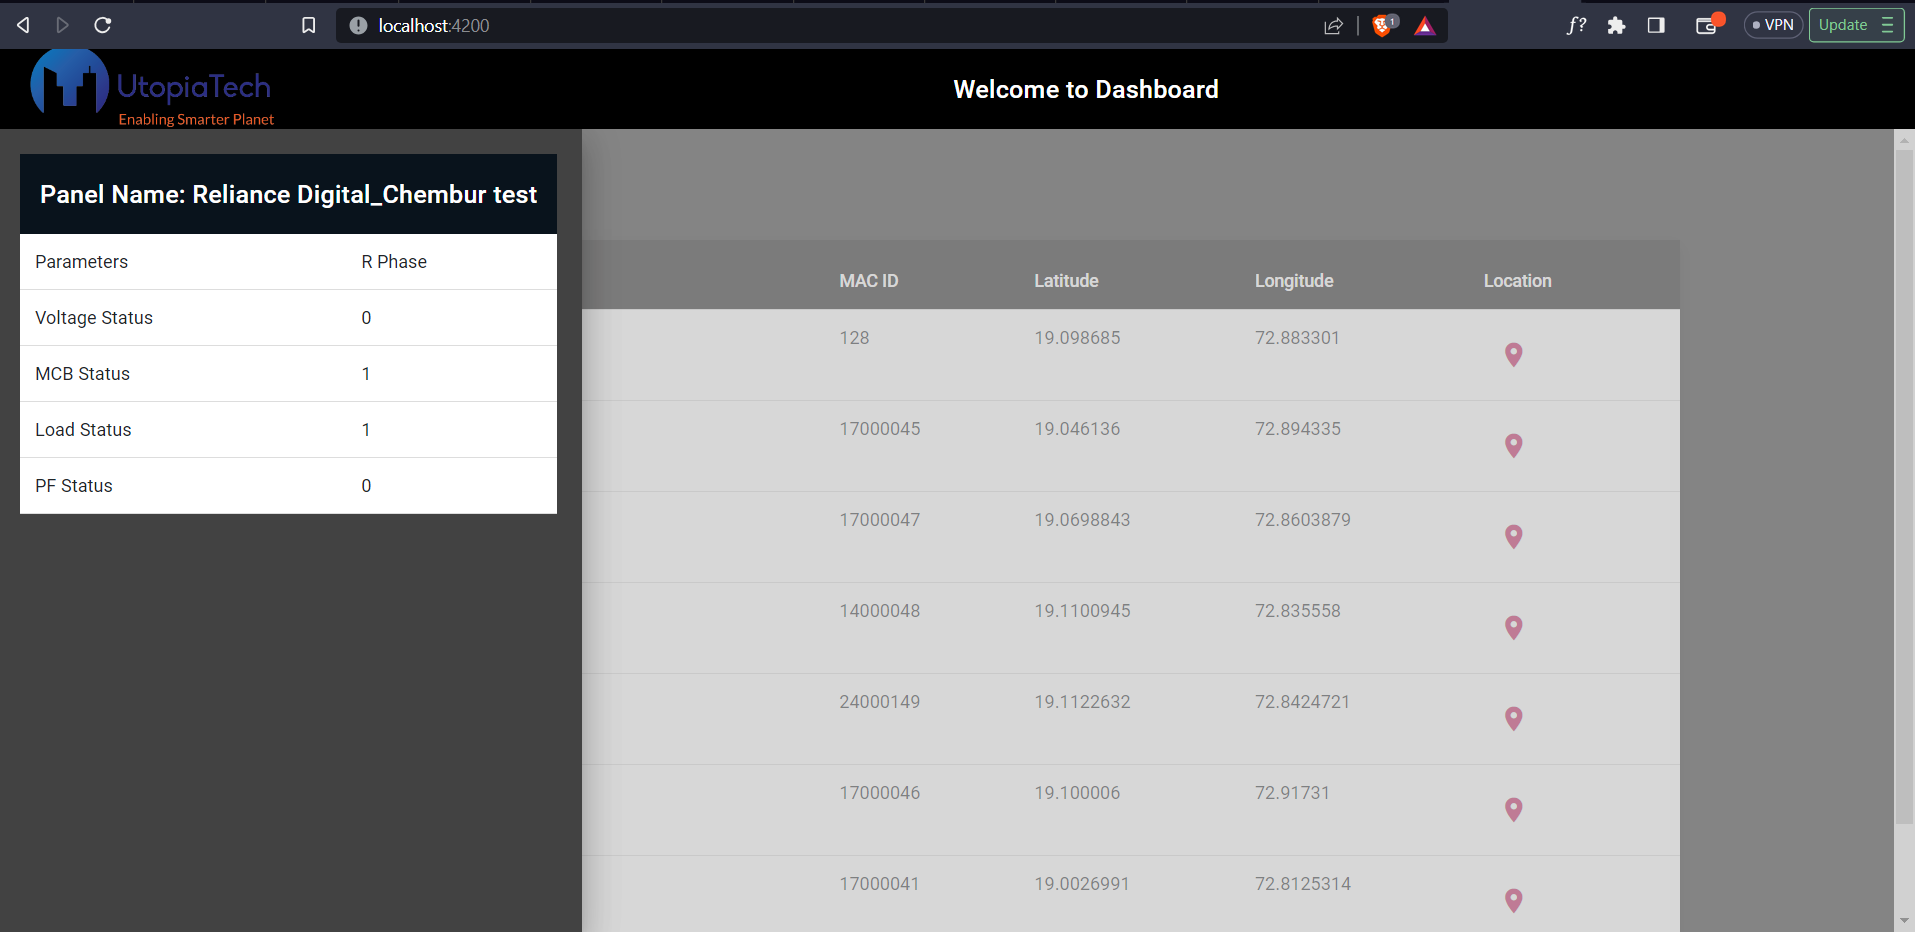 localhost:4200
1
f?
VPN
Update
UtopiaTech
Enabling Smarter Planet
Welcome to Dashboard
Panel Name: Reliance Digital_Chembur test
Parameters R Phase
Voltage Status 0
MCB Status 1
Load Status 1
PF Status 0
MAC ID Latitude Longitude Location
128 19.098685 72.883301
17000045 19.046136 72.894335
17000047 19.0698843 72.8603879
14000048 19.1100945 72.835558
24000149 19.1122632 72.8424721
17000046 19.100006 72.91731
17000041 19.0026991 72.8125314